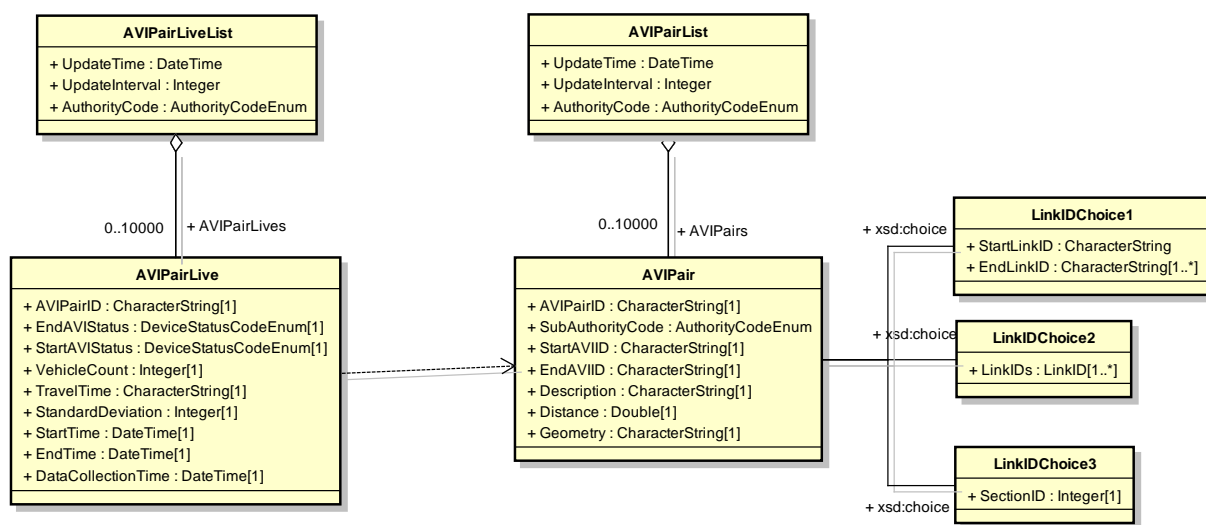 AVIPairLiveList
+ UpdateTime : DateTime
+ UpdateInterval : Integer
+ AuthorityCode : AuthorityCodeEnum
AVIPairList
+ UpdateTime : DateTime
+ UpdateInterval : Integer
+ AuthorityCode : AuthorityCodeEnum
0..10000
+ AVIPairLives
0..10000
+ AVIPairs
AVIPairLive
+ AVIPairID : CharacterString[1]
+ EndAVIStatus : DeviceStatusCodeEnum[1]
+ StartAVIStatus : DeviceStatusCodeEnum[1]
+ VehicleCount : Integer[1]
+ TravelTime : CharacterString[1]
+ StandardDeviation : Integer[1]
+ StartTime : DateTime[1]
+ EndTime : DateTime[1]
+ DataCollectionTime : DateTime[1]
AVIPair
+ AVIPairID : CharacterString[1]
+ SubAuthorityCode : AuthorityCodeEnum
+ StartAVIID : CharacterString[1]
+ EndAVIID : CharacterString[1]
+ Description : CharacterString[1]
+ Distance : Double[1]
+ Geometry : CharacterString[1]
+ xsd:choice
LinkIDChoice1
+ StartLinkID : CharacterString
+ EndLinkID : CharacterString[1..*]
+ xsd:choice
LinkIDChoice2
+ LinkIDs : LinkID[1..*]
LinkIDChoice3
+ SectionID : Integer[1]
+ xsd:choice